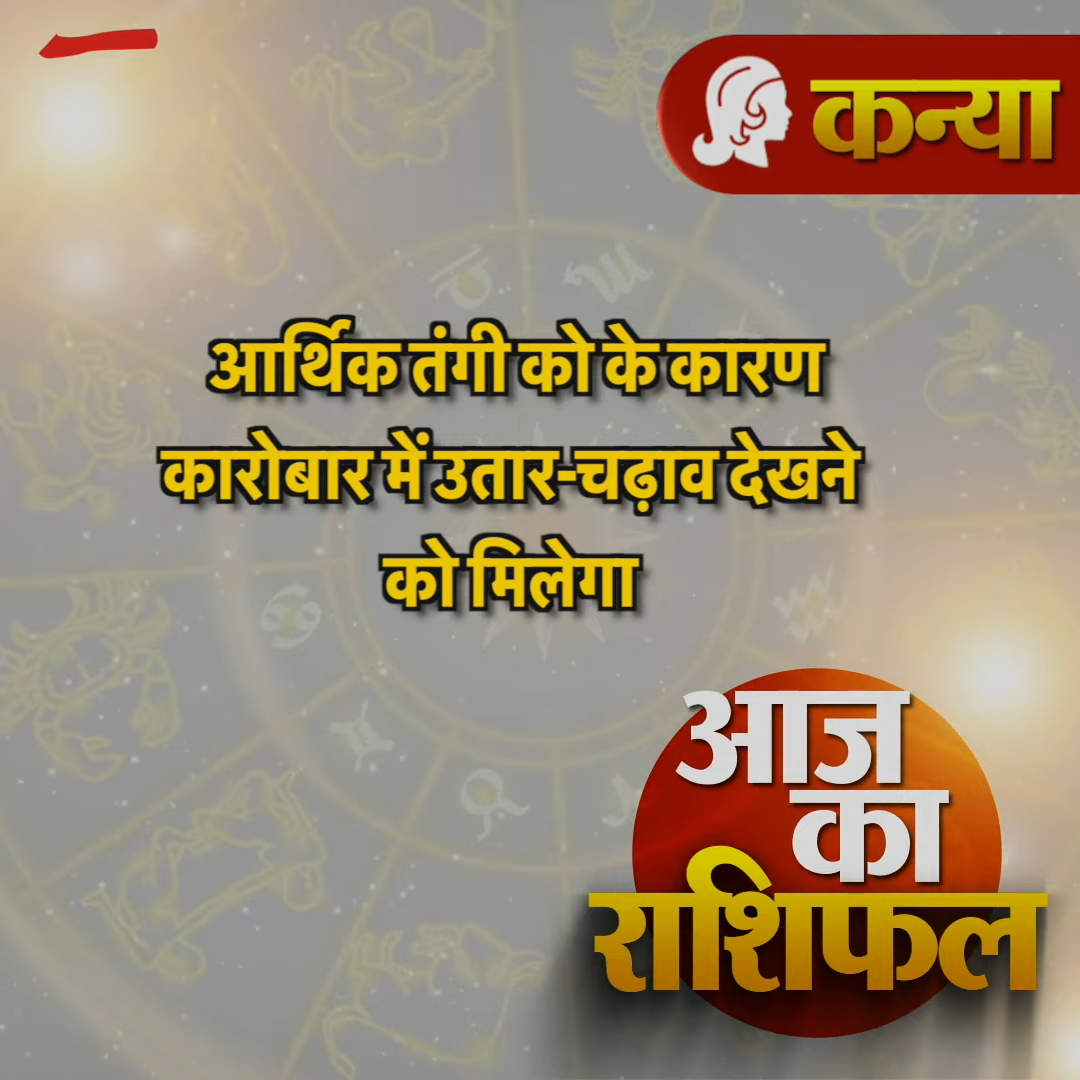 कन्या
आर्थिक तंगी को के कारण
कारोबार में उतार-चढ़ाव देखने
को मिलेगा
आज
का
राशिफल